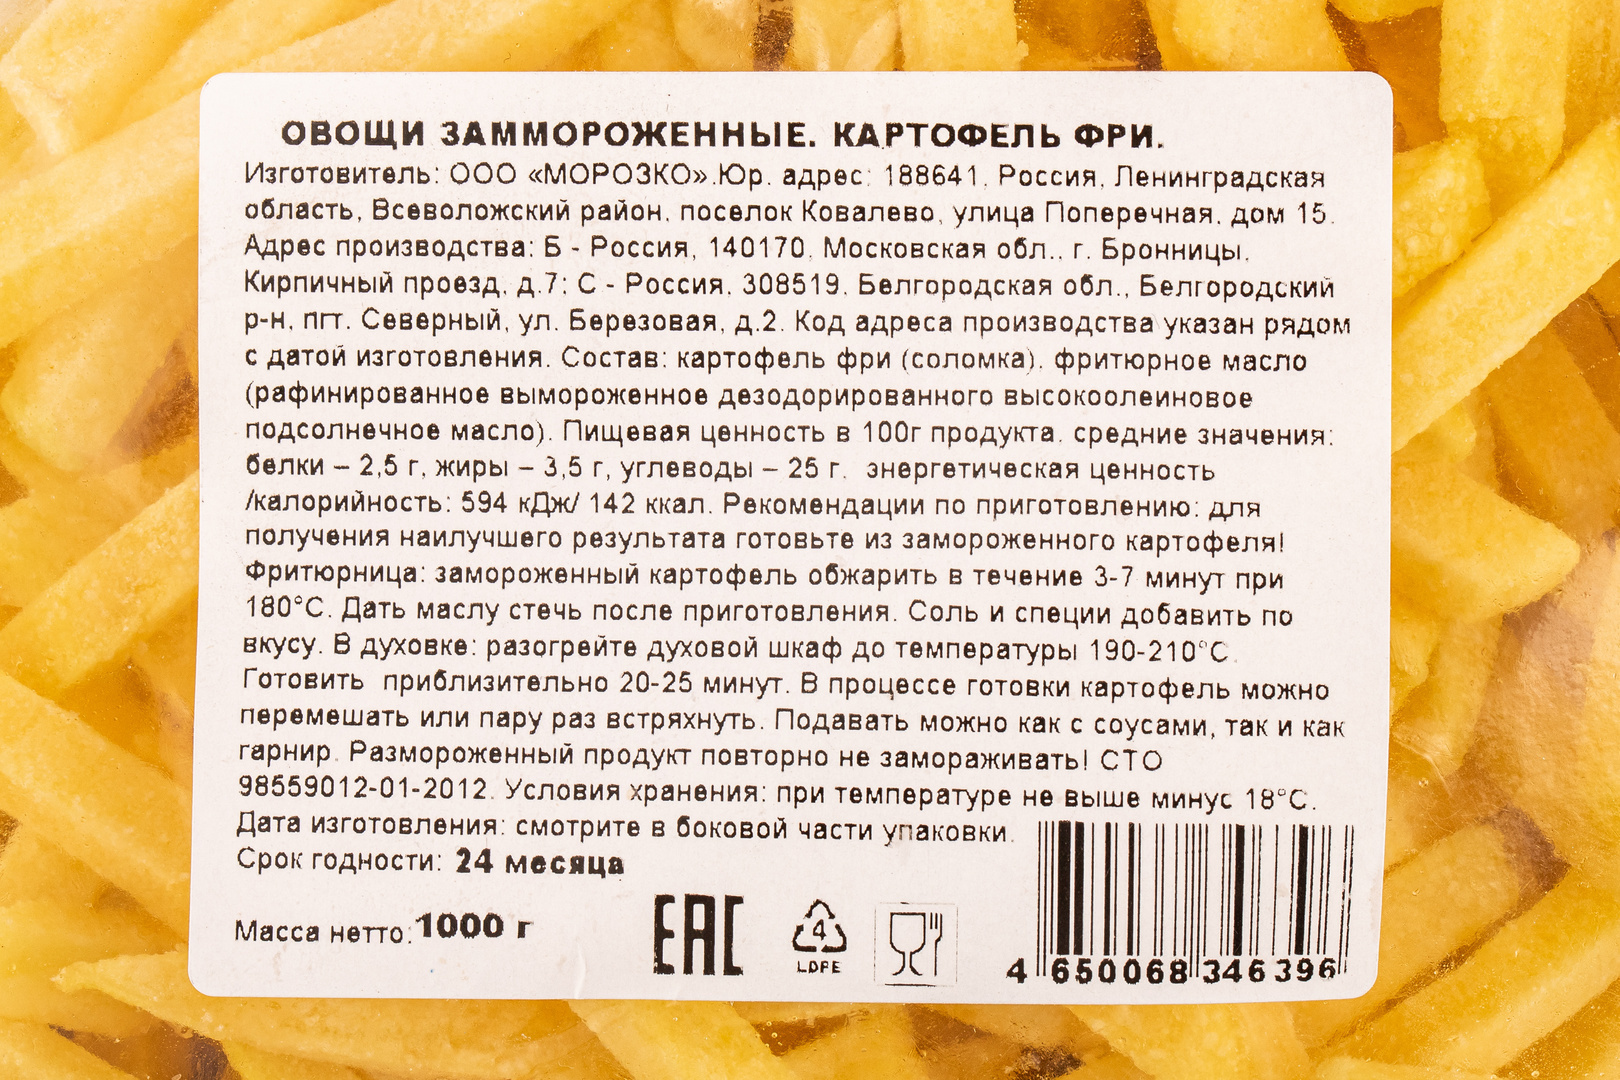 ОВОЩИ ЗАММОРОЖЕННЫЕ. КАРТОФЕЛЬ ФРИ.
Изготовитель: ООО «МОРОЗКО».Юр. адрес: 188641, Россия, Ленинградская
область, Всеволожский район, поселок Ковалево, улица Поперечная, дом 15.
Адрес производства: Б - Россия, 140170, Московская обл., г. Бронницы,
Кирпичный проезд, д.7; С - Россия, 308519, Белгородская обл., Белгородский
р-н, пгт. Северный, ул. Березовая, д.2. Код адреса производства указан рядом
с датой изготовления. Состав: картофель фри (соломка), фритюрное масло
(рафинированное вымороженное дезодорированного высокоолеиновое
подсолнечное масло). Пищевая ценность в 100г продукта, средние значения:
белки – 2,5 г, жиры – 3,5 г, углеводы – 25 г.  энергетическая ценность
/калорийность: 594 кДж/ 142 ккал. Рекомендации по приготовлению: для
получения наилучшего результата готовьте из замороженного картофеля!
Фритюрница: замороженный картофель обжарить в течение 3-7 минут при
180°С. Дать маслу стечь после приготовления. Соль и специи добавить по
вкусу. В духовке: разогрейте духовой шкаф до температуры 190-210°С.
Готовить  приблизительно 20-25 минут. В процессе готовки картофель можно
перемешать или пару раз встряхнуть. Подавать можно как с соусами, так и как
гарнир. Размороженный продукт повторно не замораживать! СТО
98559012-01-2012. Условия хранения: при температуре не выше минус 18°С.
Дата изготовления: смотрите в боковой части упаковки.
Срок годности: 24 месяца
Масса нетто: 1000 г
EAC
4
LDPE
4 650068 346396